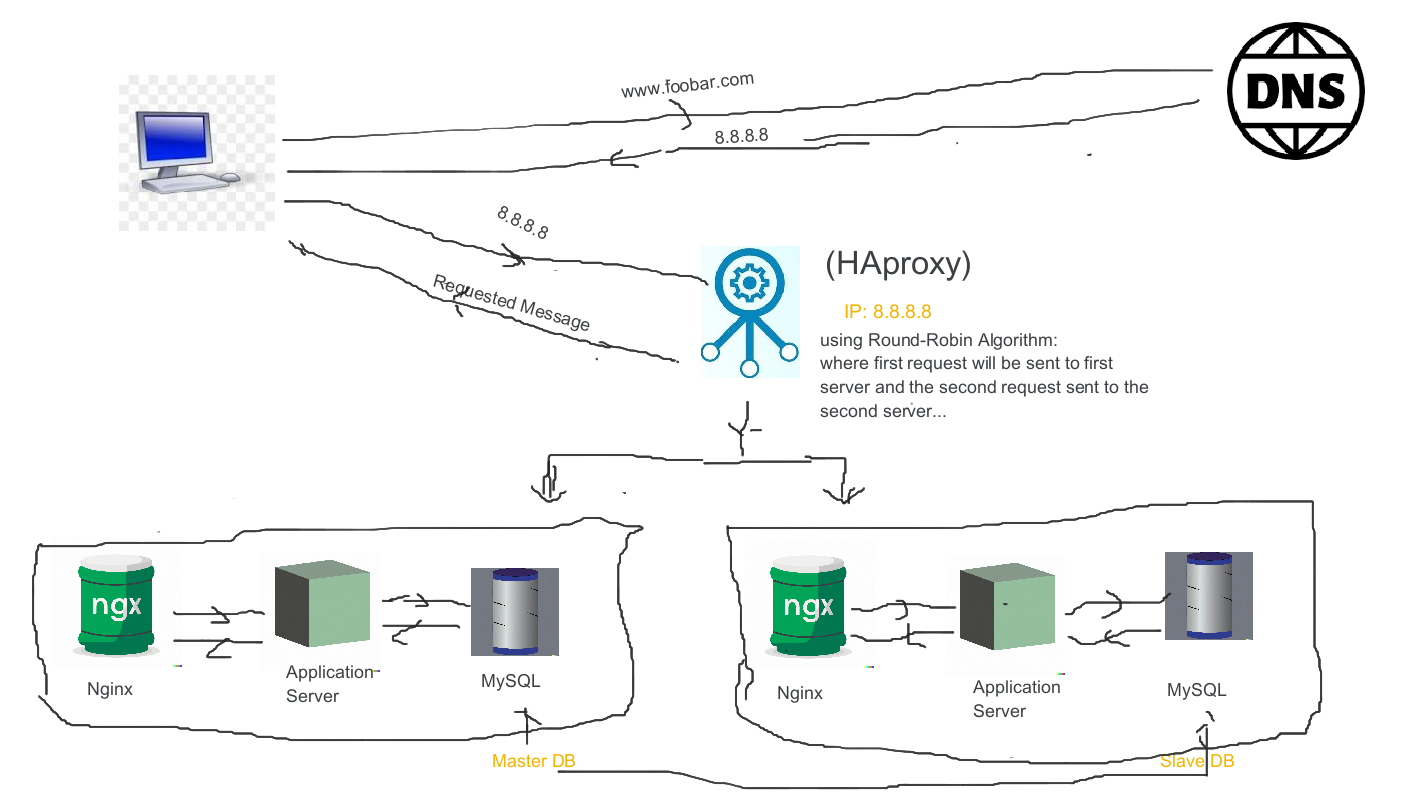 www.foobar.com
DNS
8.8.8.8
8.8.8.8
Requested Message
(HAproxy)
IP: 8.8.8.8
using Round-Robin Algorithm:
where first request will be sent to first
server and the second request sent to the
second server...
ngx
Nginx
Application
Server
MySQL
Master DB
ngx
Nginx
Application
Server
MySQL
Slave DB